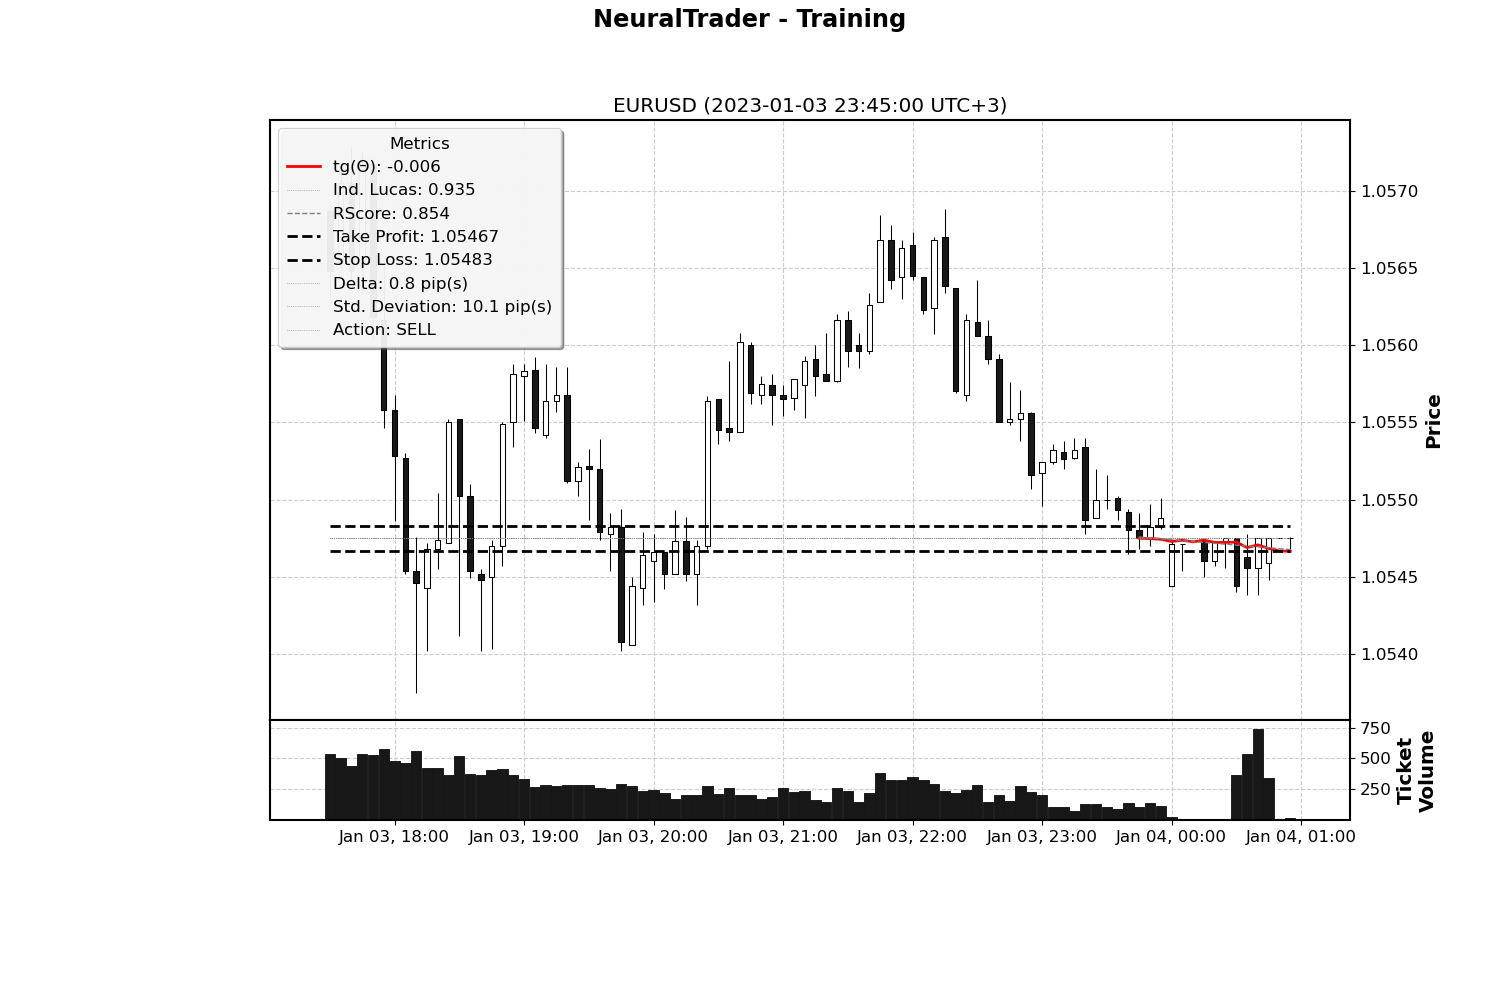 NeuralTrader - Training
EURUSD (2023-01-03 23:45:00 UTC+3)
Metrics
tg(Θ): -0.006
Ind. Lucas: 0.935
RScore: 0.854
Take Profit: 1.05467
Stop Loss: 1.05483
Delta: 0.8 pip(s)
Std. Deviation: 10.1 pip(s)
Action: SELL
1.0570
1.0565
1.0560
1.0555
1.0550
1.0545
1.0540
Price
750
500
250
Ticket
Volume
Jan 03, 18:00
Jan 03, 19:00
Jan 03, 20:00
Jan 03, 21:00
Jan 03, 22:00
Jan 03, 23:00
Jan 04, 00:00
Jan 04, 01:00